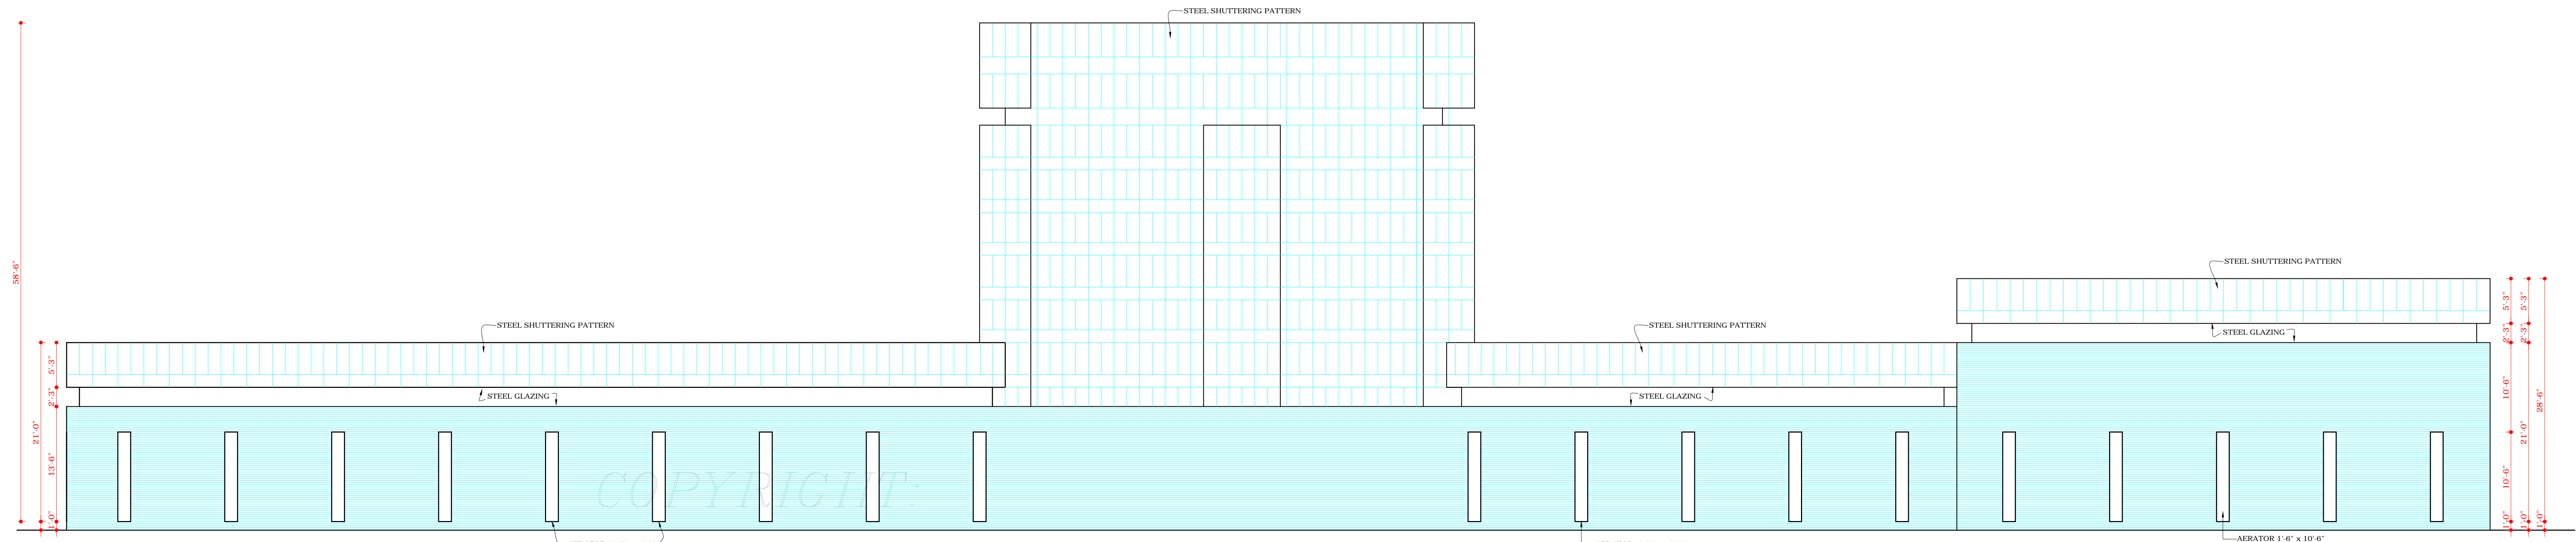 STEEL SHUTTERING PATTERN
58'-6"
STEEL SHUTTERING PATTERN
5'-3"
5'-3"
STEEL SHUTTERING PATTERN
STEEL SHUTTERING PATTERN
STEEL GLAZING
2'-3"
2'-3"
5'-3"
2'-3"
STEEL GLAZING
STEEL GLAZING
10'-6"
28'-6"
21'-0"
13'-6"
21'-0"
10'-6"
COPYRIGHT:
1'-0"
1'-0"
1'-0"
1'-0"
AERATOR 1'-6" x 10'-6"